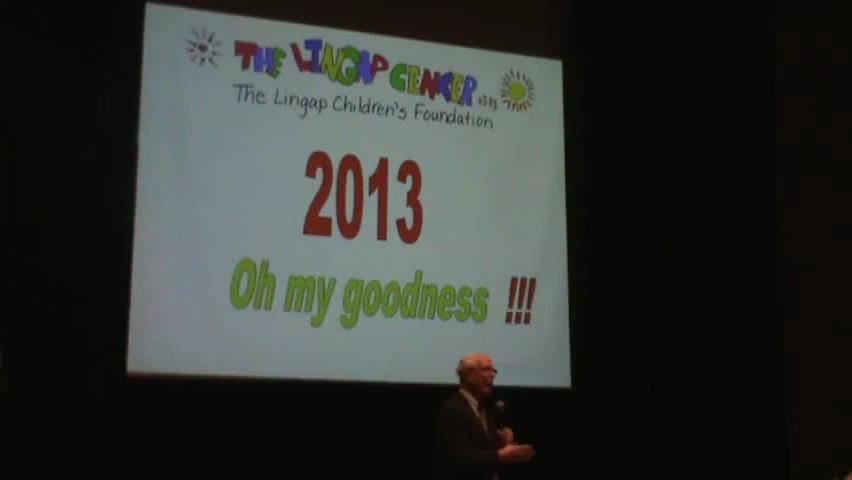 THE LINGAP CENTER
The Lingap Children's Foundation
2013
Oh my goodness !!!